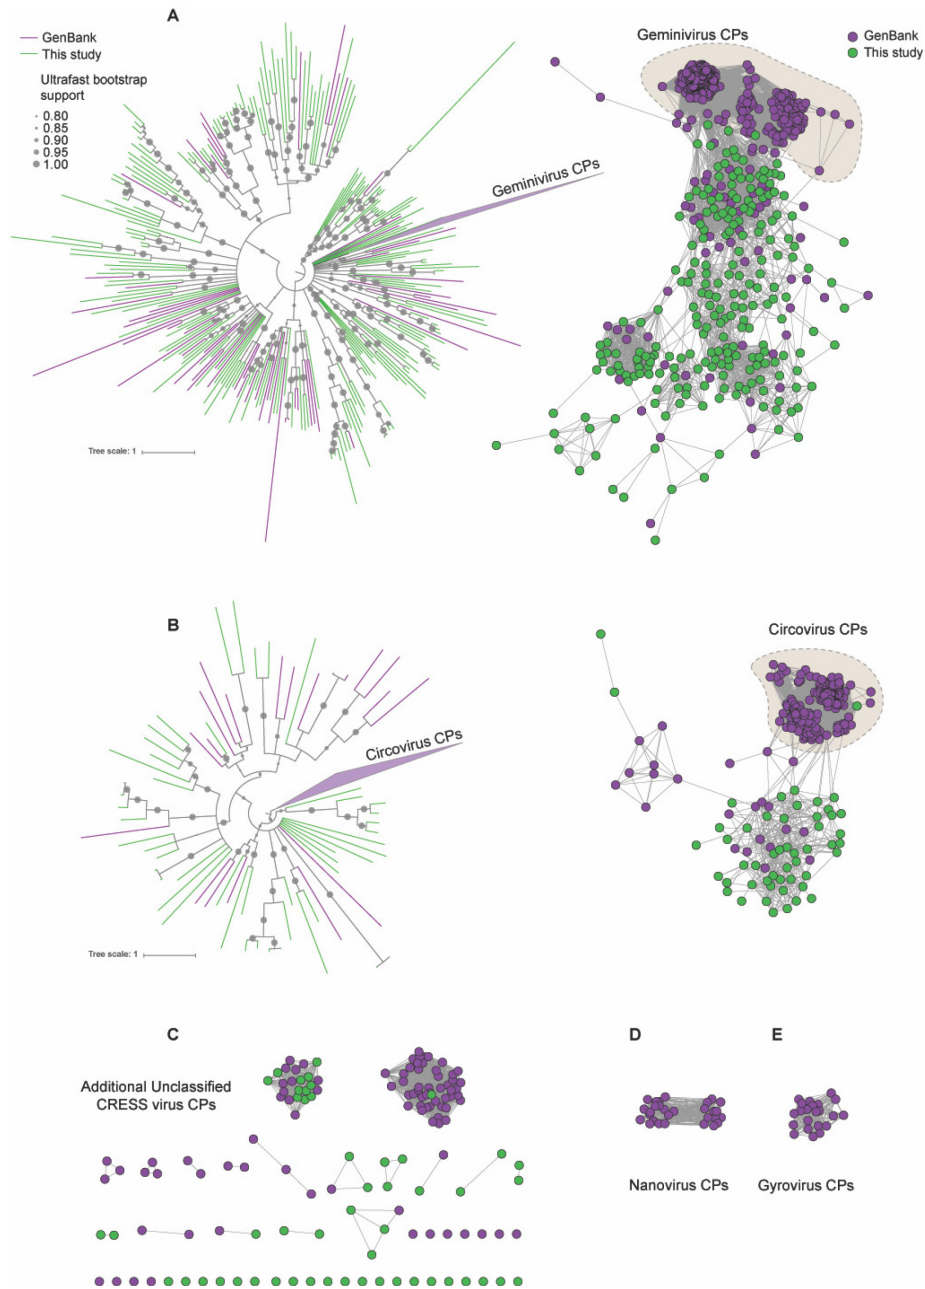 A
GenBank
This study
Ultrafast bootstrap
support
0.80
0.85
0.90
0.95
1.00
Geminivirus CPs
Tree scale: 1
Geminivirus CPs
GenBank
This study
B
Circovirus CPs
Tree scale: 1
Circovirus CPs
C
Additional Unclassified
CRESS virus CPs
D
Nanovirus CPs
E
Gyrovirus CPs